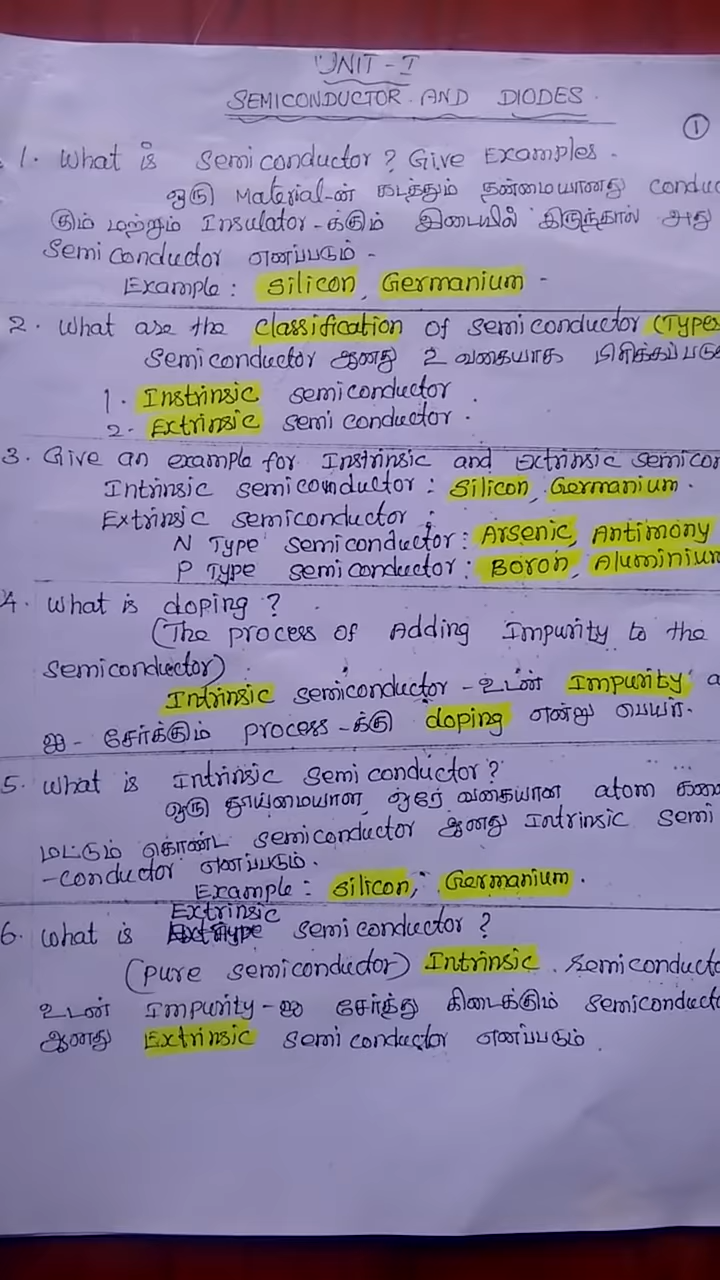 UNIT - I
SEMICONDUCTOR AND DIODES.
①
1. What is semiconductor? Give Examples.
ஒரு Material-ன் கடத்தும் தன்மையானது conduc
கும் மற்றும் Insulator-க்கும் இடையில் இருந்தால் அது
Semiconductor எனப்படும்.
Example: Silicon, Germanium
2. What are the classification of semiconductor (Types
Semiconductor ஆனது 2 வகையாக பிரிக்கப்படு
1. Instrinsic semiconductor
2. Extrinsic semiconductor.
3. Give an example for Instrinsic and Extrinsic semicon
Intrinsic semiconductor: Silicon, Germanium.
Extrinsic semiconductor:
N Type semiconductor: Arsenic, Antimony
P Type semiconductor: Boron, Aluminium
4. What is doping?
(The process of Adding Impurity to the
semiconductor)
Intrinsic semiconductor-உடன் Impurity
ஐ- சேர்க்கும் process-க்கு doping என்று பெயர்.
5. What is Intrinsic semiconductor?
ஒரு தூய்மையான, ஒரே வகையான atom களை
மட்டும் கொண்ட semiconductor ஆனது Intrinsic semi
-conductor எனப்படும்.
Example: Silicon, Germanium.
Extrinsic
6. What is semiconductor?
(pure semiconductor) Intrinsic semiconducto
உடன் Impurity-ஐ சேர்த்து கிடைக்கும் semiconduct
ஆனது Extrinsic semiconductor எனப்படும்.